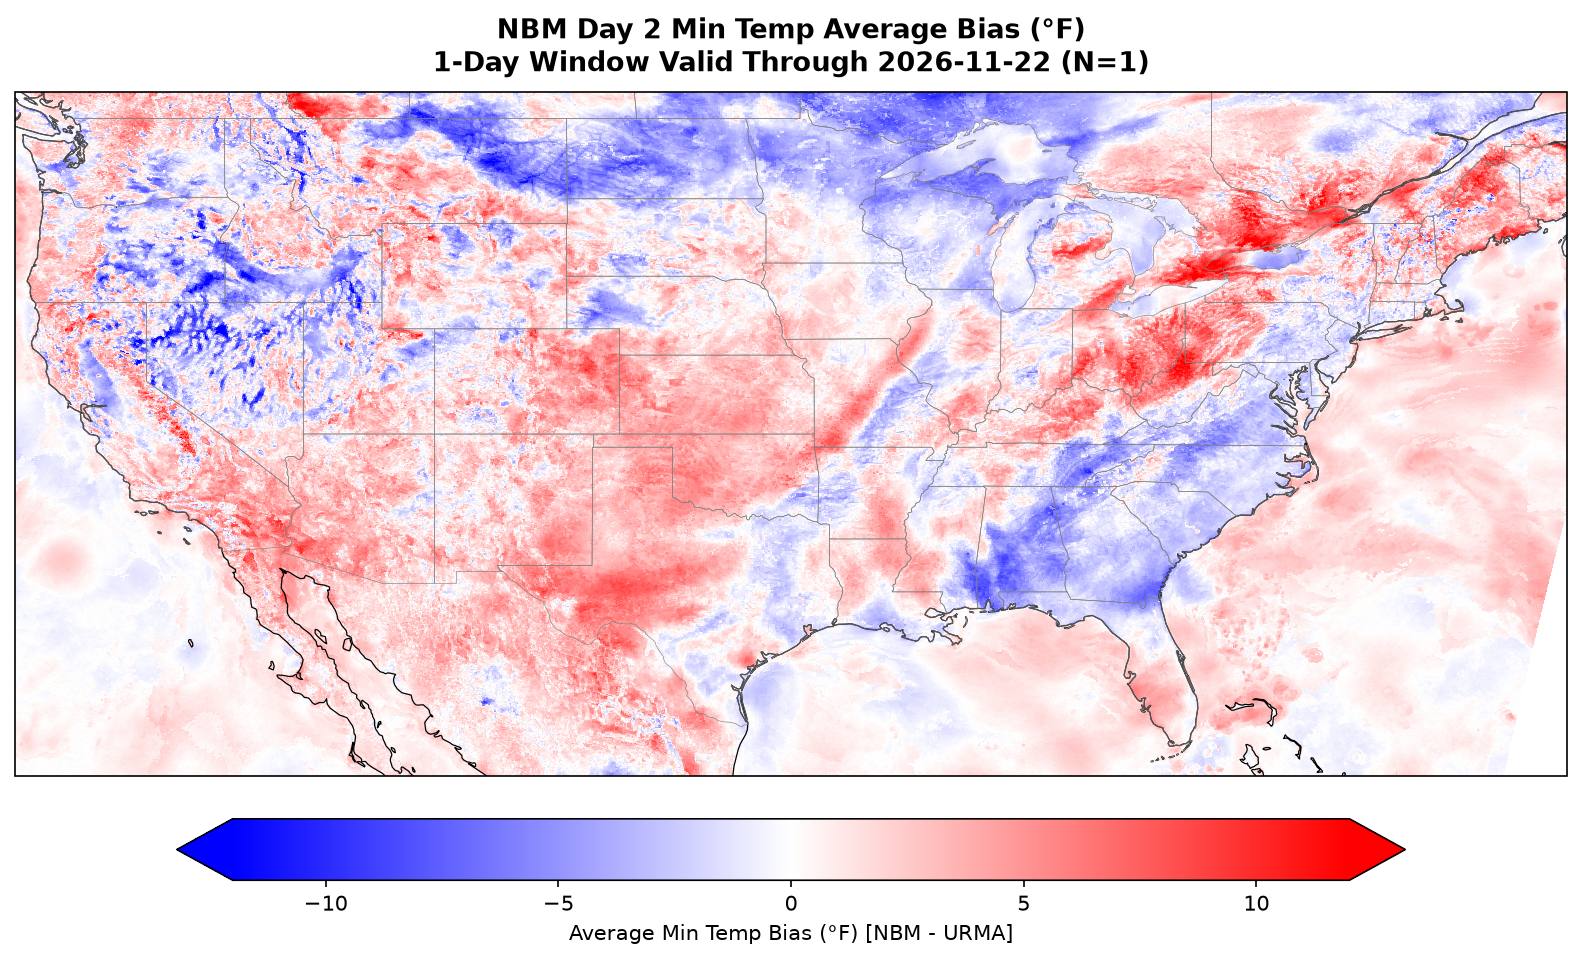 NBM Day 2 Min Temp Average Bias (°F)
1-Day Window Valid Through 2026-11-22 (N=1)
−10 −5 0 5 10
Average Min Temp Bias (°F) [NBM - URMA]